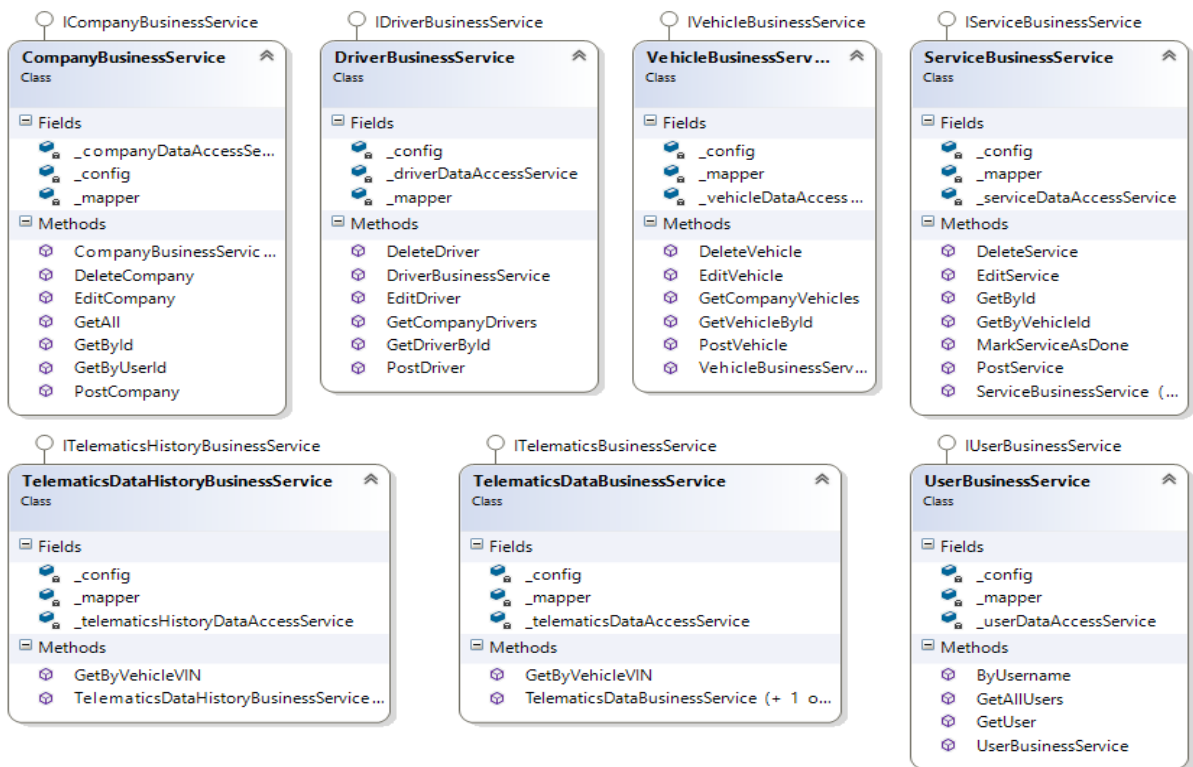 ICompanyBusinessService
CompanyBusinessService
Class
Fields
_companyDataAccessSe...
_config
_mapper
Methods
CompanyBusinessServic...
DeleteCompany
EditCompany
GetAll
GetById
GetByUserId
PostCompany
IDriverBusinessService
DriverBusinessService
Class
Fields
_config
_driverDataAccessService
_mapper
Methods
DeleteDriver
DriverBusinessService
EditDriver
GetCompanyDrivers
GetDriverById
PostDriver
IVehicleBusinessService
VehicleBusinessServ...
Class
Fields
_config
_mapper
_vehicleDataAccess...
Methods
DeleteVehicle
EditVehicle
GetCompanyVehicles
GetVehicleById
PostVehicle
VehicleBusinessServ...
IServiceBusinessService
ServiceBusinessService
Class
Fields
_config
_mapper
_serviceDataAccessService
Methods
DeleteService
EditService
GetById
GetByVehicleId
MarkServiceAsDone
PostService
ServiceBusinessService (...
ITelematicsHistoryBusinessService
TelematicsDataHistoryBusinessService
Class
Fields
_config
_mapper
_telematicsHistoryDataAccessService
Methods
GetByVehicleVIN
TelematicsDataHistoryBusinessService...
ITelematicsBusinessService
TelematicsDataBusinessService
Class
Fields
_config
_mapper
_telematicsDataAccessService
Methods
GetByVehicleVIN
TelematicsDataBusinessService (+ 1 o...
IUserBusinessService
UserBusinessService
Class
Fields
_config
_mapper
_userDataAccessService
Methods
ByUsername
GetAllUsers
GetUser
UserBusinessService